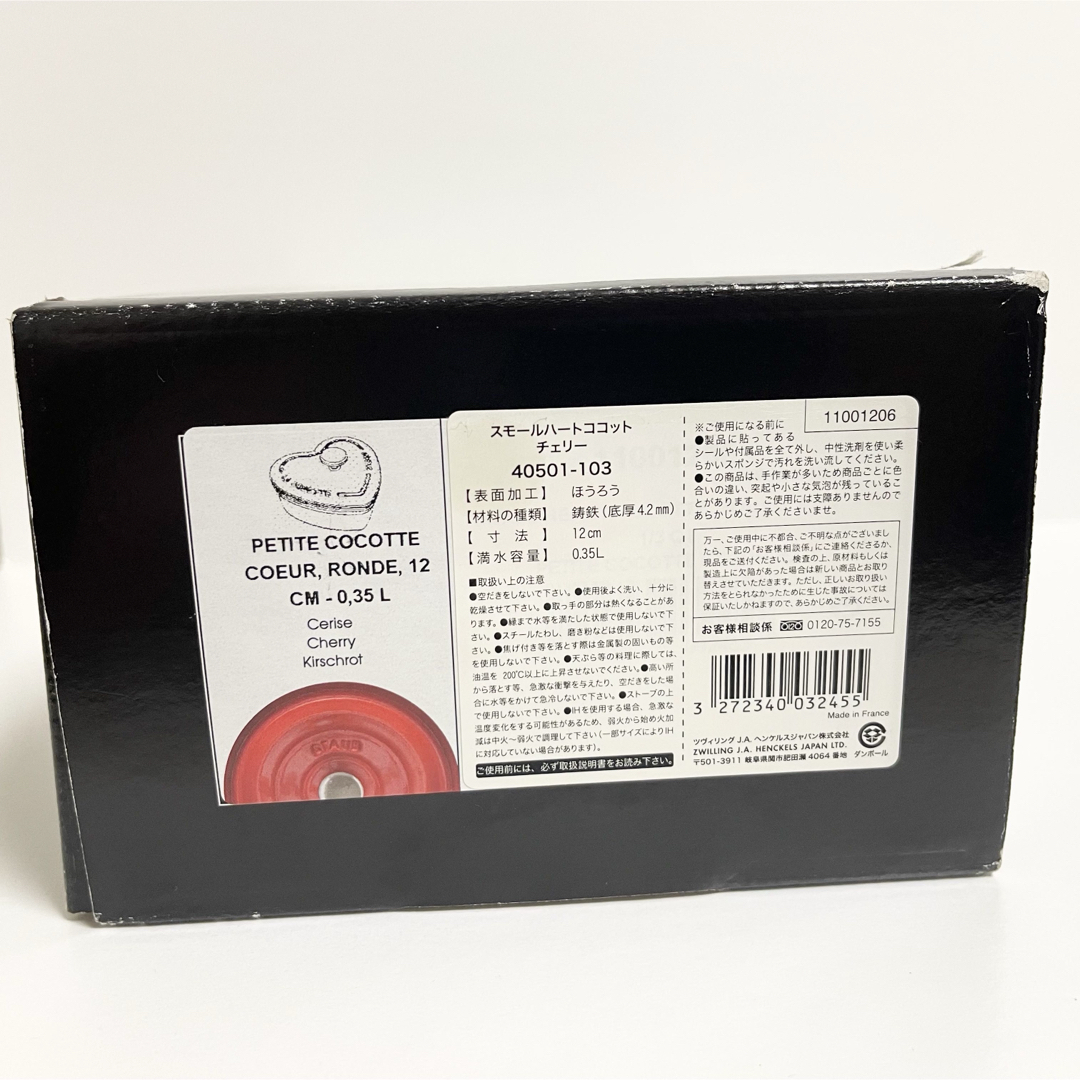 PETITE COCOTTE
COEUR, RONDE, 12
CM - 0,35 L
Cerise
Cherry
Kirschrot
STAUB
スモールハートココット
チェリー
40501-103
【表面加工】 ほうろう
【材料の種類】 鋳鉄(底厚4.2mm)
【寸法】 12cm
【満水容量】 0.35L
■取扱い上の注意
●空だきをしないで下さい。●使用後よく洗い、十分に
乾燥させて下さい。●取っ手の部分は熱くなることがあ
ります。●縁まで水等を満たした状態で使用しないで下
さい。●スチールたわし、磨き粉などは使用しないで下
さい。●焦げ付き等を落とす際は金属製の固いもの等
を使用しないで下さい。●天ぷら等の料理に際しては、
油温を 200℃以上に上昇させないでください。●高い所
から落とす等、急激な衝撃を与えたり、空だきをした場
合に水等をかけて急冷しないで下さい。●ストーブの上
で使用しないで下さい。●IHを使用する場合、急激な
温度変化をする可能性があるため、弱火から始め火加
減は中火〜弱火で調理して下さい(一部サイズによりIH
に対応していない場合があります)。
ご使用前には、必ず取扱説明書をお読み下さい。
11001206
※ご使用になる前に
●製品に貼ってある
シールや付属品を全て外し、中性洗剤を使い柔
らかいスポンジで汚れを洗い流してください。
●この商品は、手作業が多いため商品ごとに色
合いの違い、突起や小さな気泡が残っているこ
とがあります。ご使用には支障ありませんので
あらかじめご了承くださいませ。
万一、ご使用中に不都合、ご不明な点がございまし
たら、下記の「お客様相談係」にご連絡くださるか、
現品をご送付ください。検査の上、原材料もしくは
製造上に欠陥があった場合は新しい商品とお取り
替えさせていただきます。ただし、正しいお取り扱い
方法をとられなかったために生じた事故については
保証いたしかねますので、あらかじめご了承ください。
お客様相談係 0120-75-7155
3 272340 032455
Made in France
ツヴィリング J.A. ヘンケルスジャパン株式会社
ZWILLING J.A. HENCKELS JAPAN LTD.
〒501-3911 岐阜県関市肥田瀬 4064 番地
ダンボール